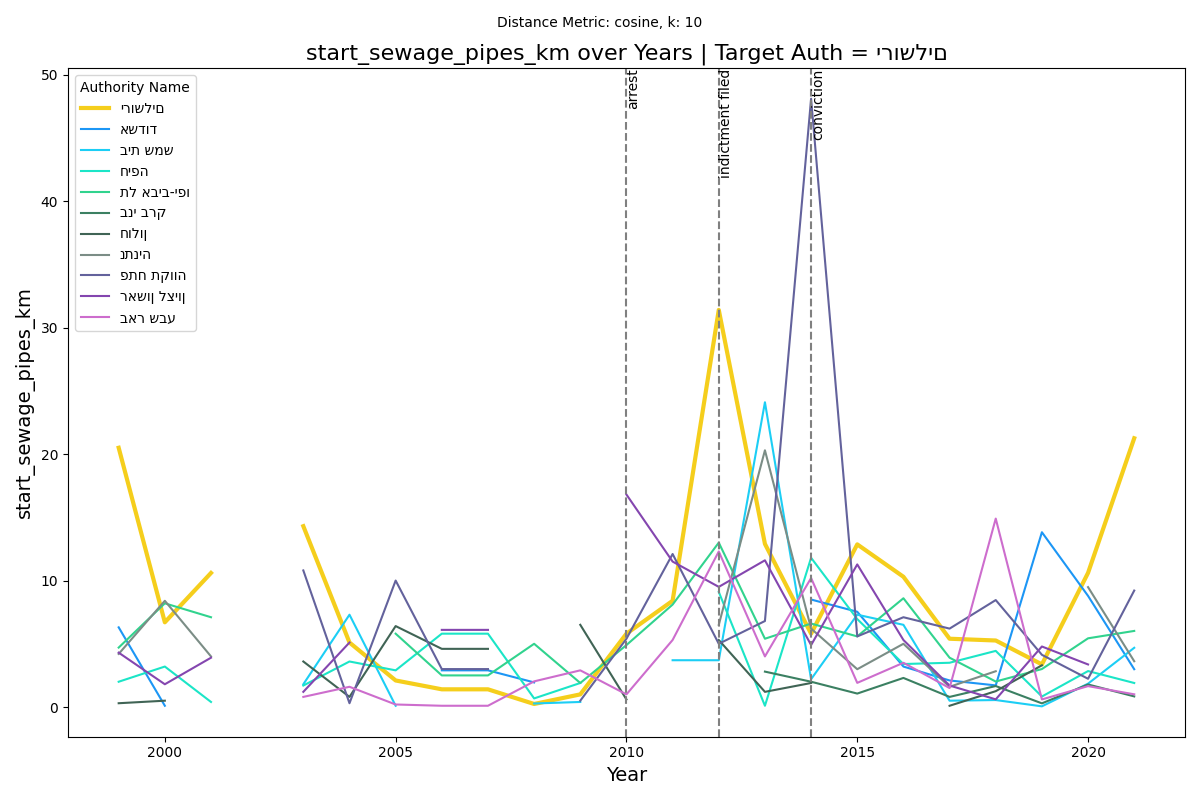 Distance Metric: cosine, k: 10
start_sewage_pipes_km over Years | Target Auth = ירושלים
Authority Name
ירושלים
אשדוד
בית שמש
חיפה
תל אביב-יפו
בני ברק
חולון
נתניה
פתח תקווה
ראשון לציון
באר שבע
arrest
indictment filed
conviction
50
40
30
20
10
0
start_sewage_pipes_km
2000
2005
2010
2015
2020
Year